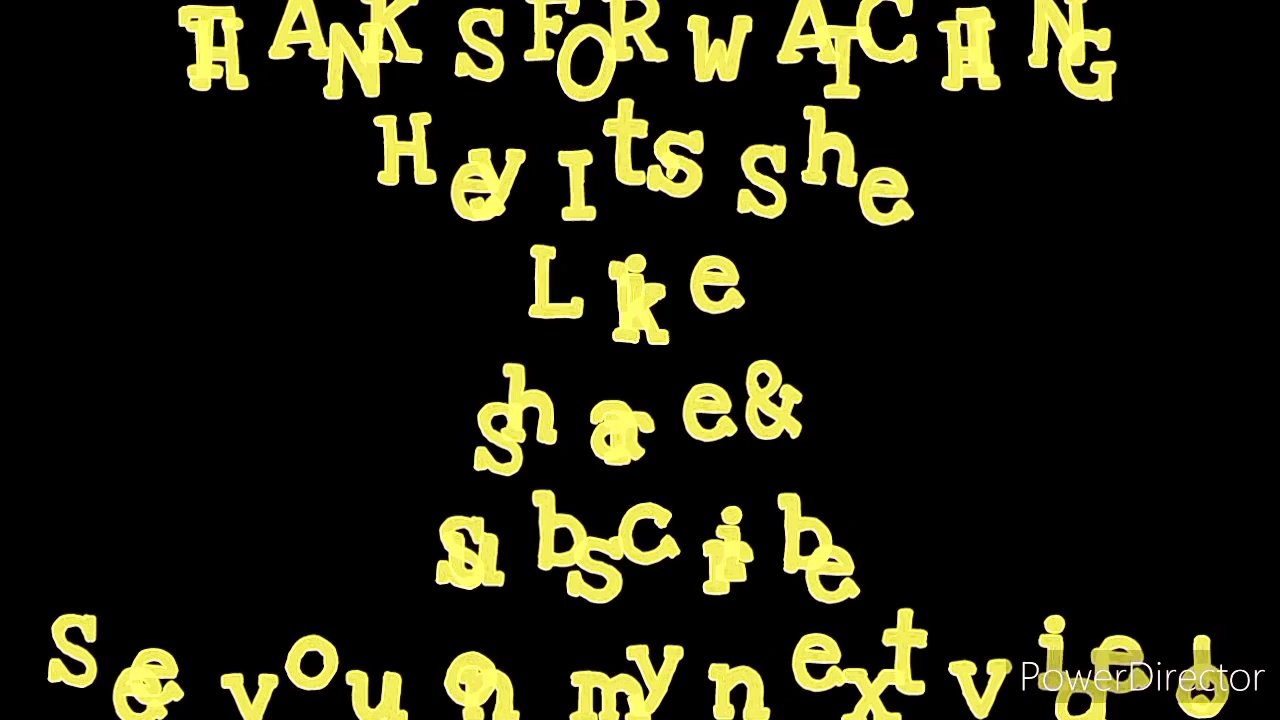 THANKS FOR WATCHING
Hey Its She
Like
Share &
Subscribe
See you on my next video!
PowerDirector